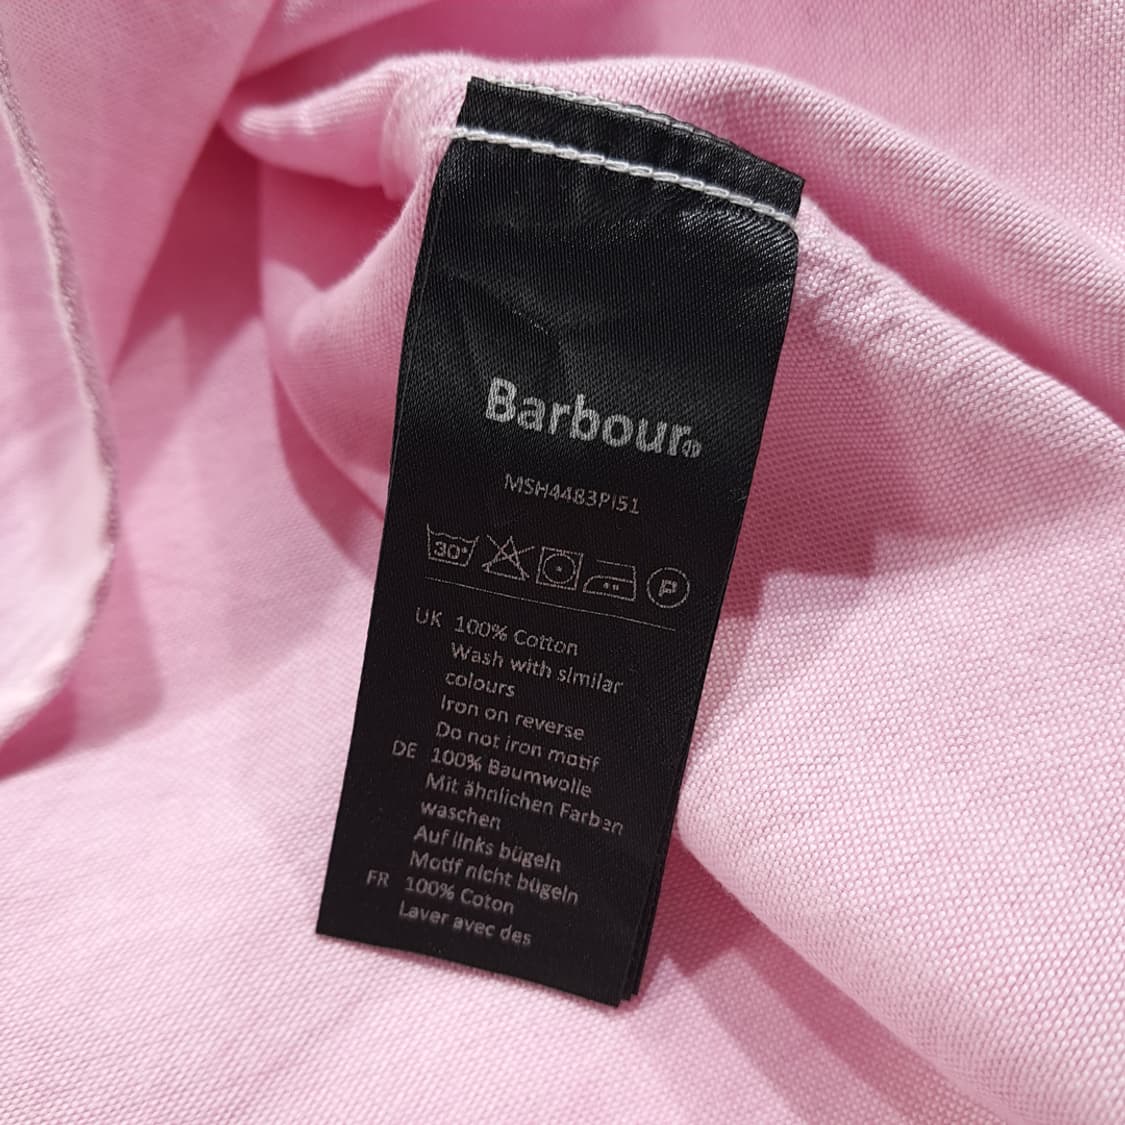 Barbour®
MSH4483PI51
30°
P
UK 100% Cotton
Wash with similar
colours
Iron on reverse
Do not iron motif
DE 100% Baumwolle
Mit ähnlichen Farben
waschen
Auf links bügeln
Motif nicht bügeln
FR 100% Coton
Laver avec des